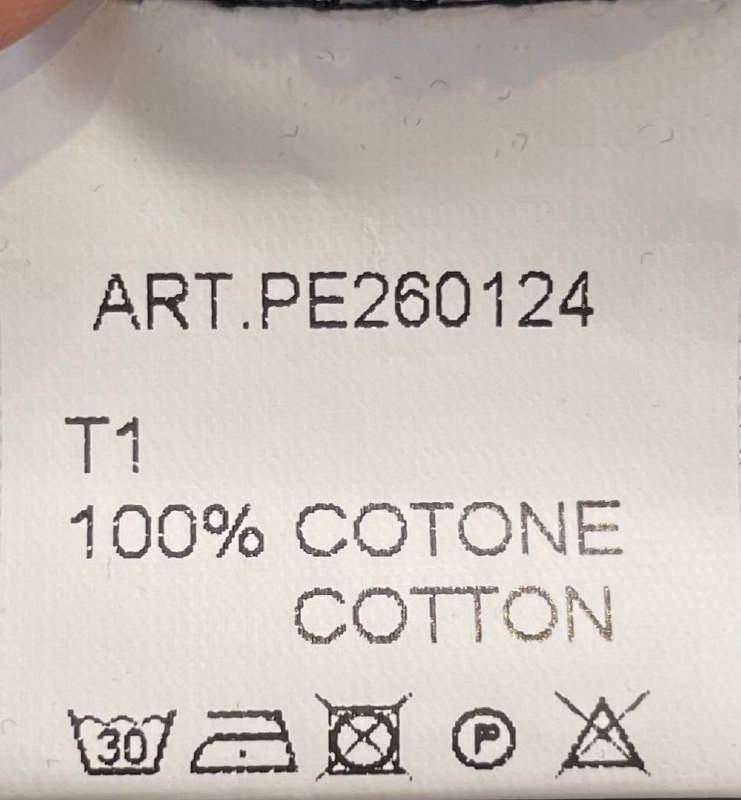 ART.PE260124
T1
100% COTONE
COTTON
30 P